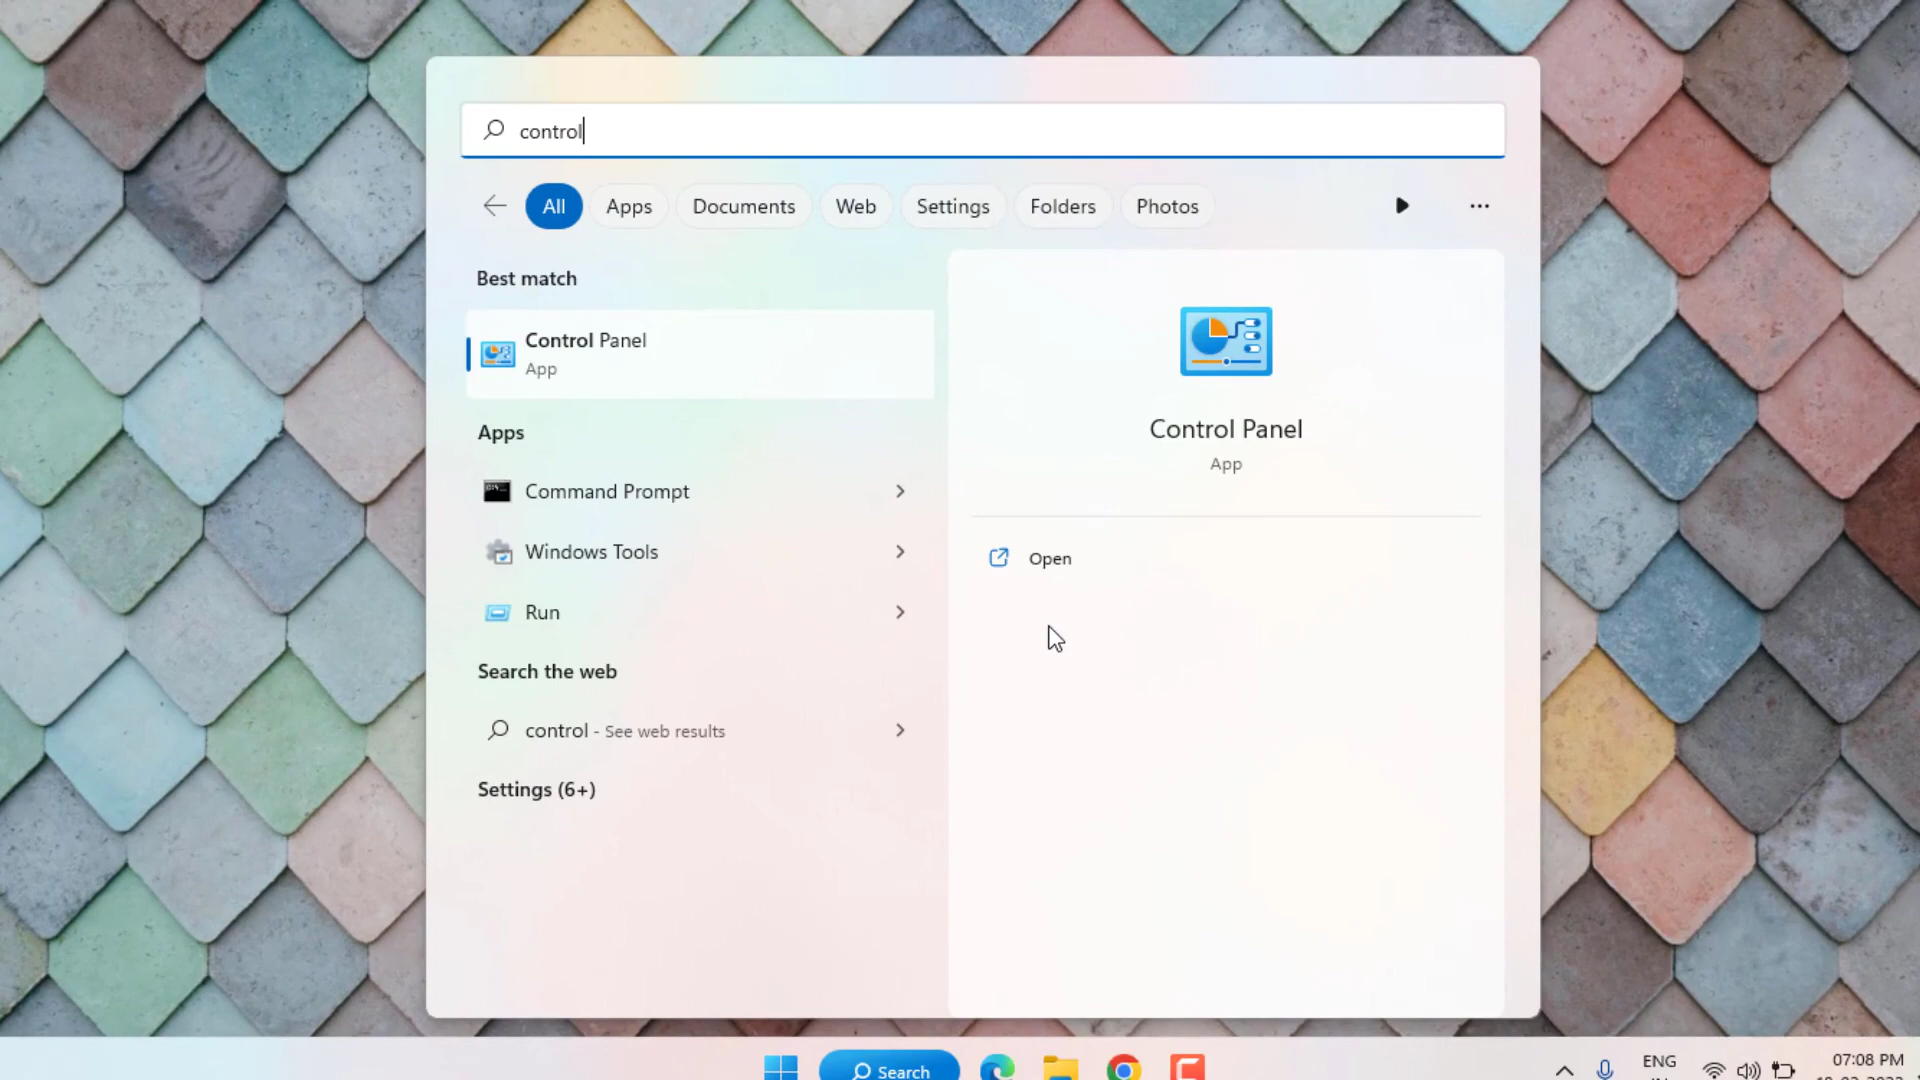 control
All
Apps
Documents
Web
Settings
Folders
Photos
Best match
Control Panel
App
Apps
Command Prompt
Windows Tools
Run
Search the web
control - See web results
Settings (6+)
Control Panel
App
Open
Search
ENG
07:08 PM